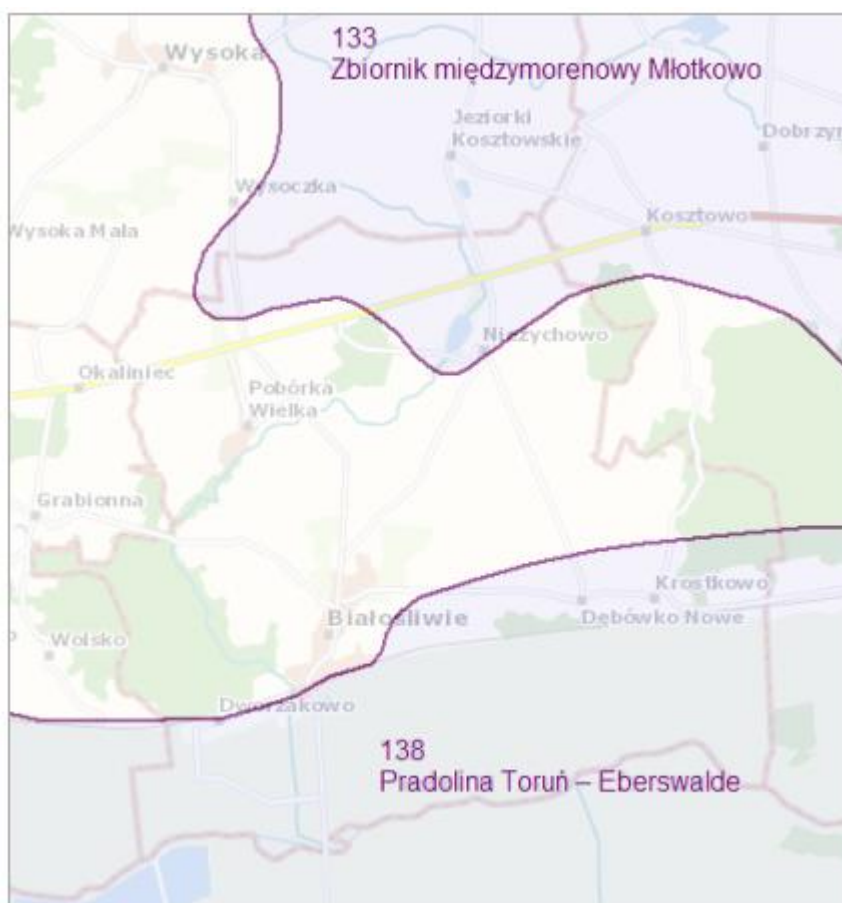 133
Zbiornik międzymorenowy Młotkowo
Wysoka
Jeziorki
Kosztowskie
Dobrzyn
Wysoczka
Wysoka Mała
Kosztowo
Niezychowo
Okaliniec
Pobórka
Wielka
Grabionna
Krostkowo
Białośliwie
Dębówko Nowe
Wolsko
Dworzakowo
138
Pradolina Toruń – Eberswalde